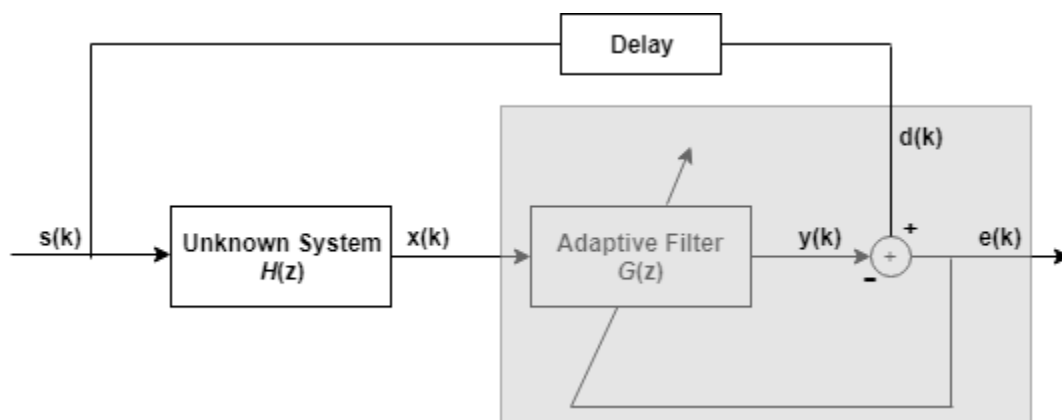 Delay
d(k)
s(k)
Unknown System
H(z)
x(k)
Adaptive Filter
G(z)
y(k)
+
-
+
e(k)